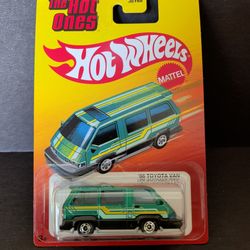 The Hot Ones
Hot Wheels
MATTEL
'86 TOYOTA VAN